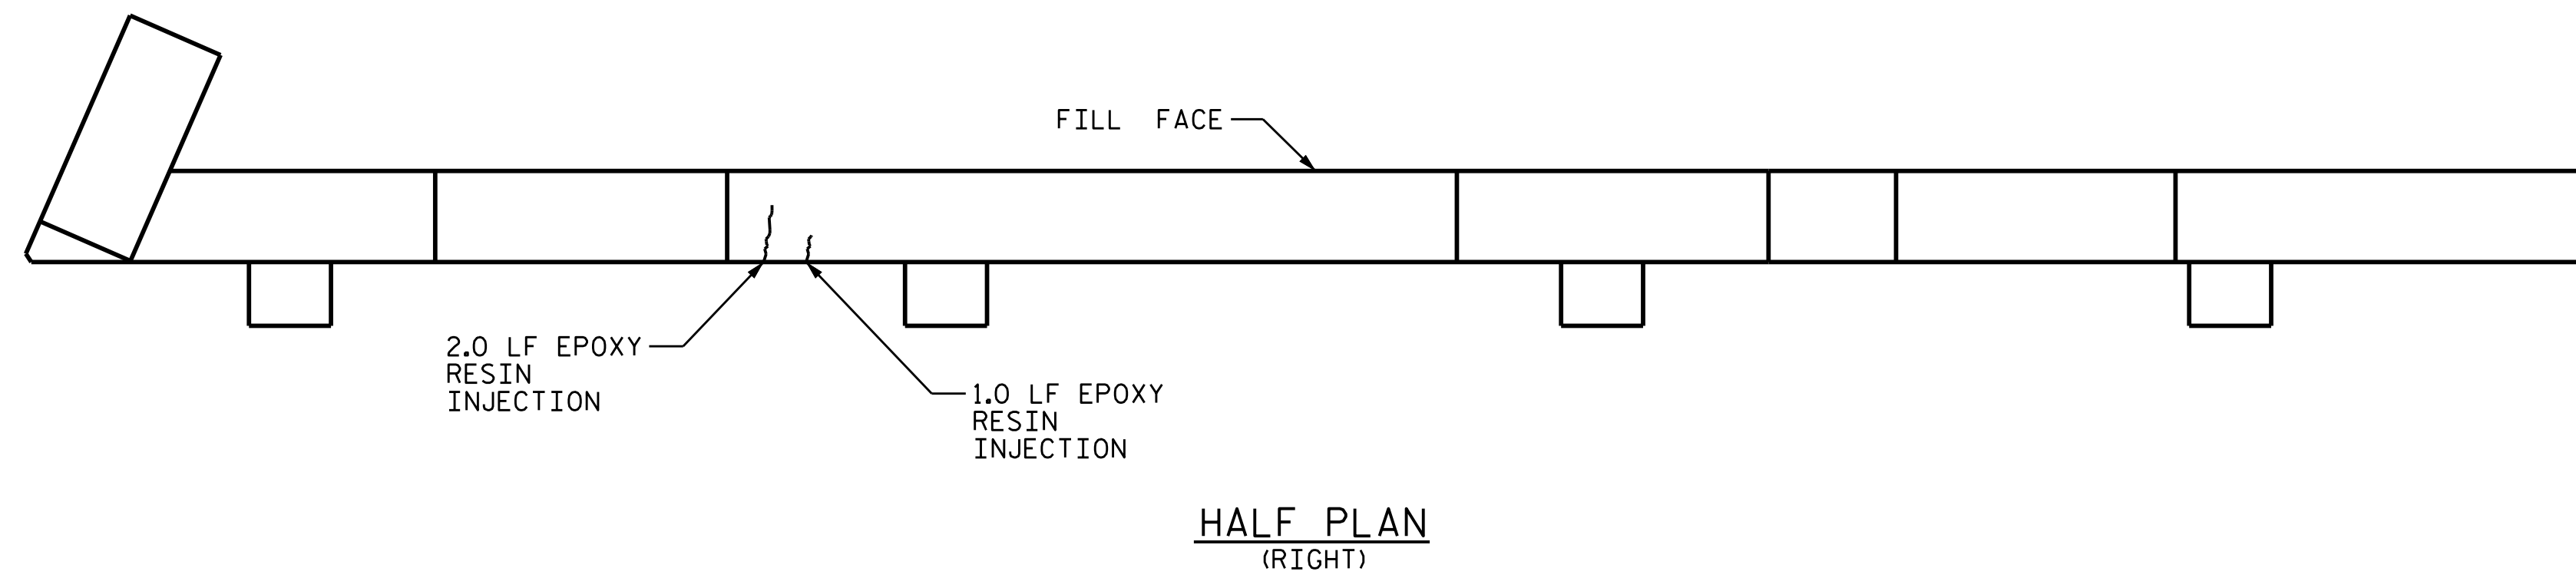 FILL FACE
2.0 LF EPOXY
RESIN
INJECTION
1.0 LF EPOXY
RESIN
INJECTION
HALF PLAN
(RIGHT)